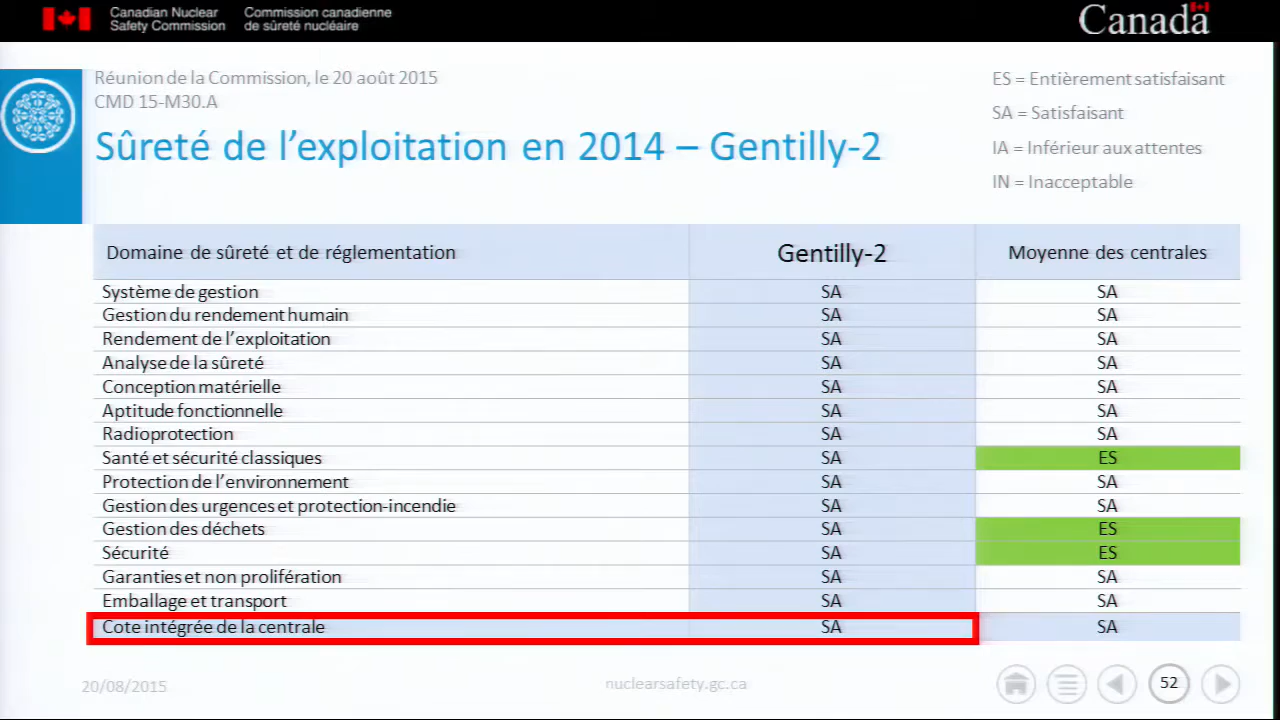 Canadian Nuclear Safety Commission
Commission canadienne de sûreté nucléaire
Canada
Réunion de la Commission, le 20 août 2015
CMD 15-M30.A
Sûreté de l'exploitation en 2014 – Gentilly-2
ES = Entièrement satisfaisant
SA = Satisfaisant
IA = Inférieur aux attentes
IN = Inacceptable
Domaine de sûreté et de réglementation Gentilly-2 Moyenne des centrales
Système de gestion SA SA
Gestion du rendement humain SA SA
Rendement de l'exploitation SA SA
Analyse de la sûreté SA SA
Conception matérielle SA SA
Aptitude fonctionnelle SA SA
Radioprotection SA SA
Santé et sécurité classiques SA ES
Protection de l'environnement SA SA
Gestion des urgences et protection-incendie SA SA
Gestion des déchets SA ES
Sécurité SA ES
Garanties et non prolifération SA SA
Emballage et transport SA SA
Cote intégrée de la centrale SA SA
20/08/2015
nuclearsafety.gc.ca
52